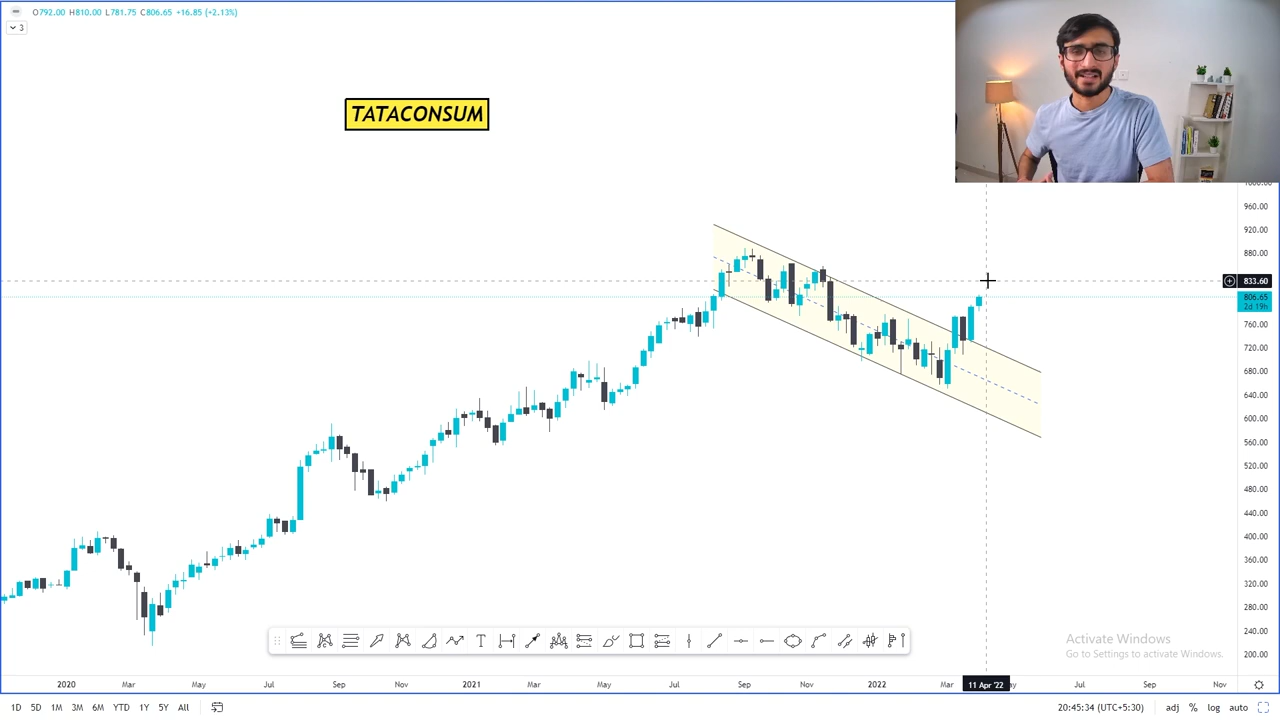 O792.00 H810.00 L781.75 C806.65 +16.85 (+2.13%)
3
TATACONSUM
1000.00
960.00
920.00
880.00
833.60
806.65
2d 19h
760.00
720.00
680.00
640.00
600.00
560.00
520.00
480.00
440.00
400.00
360.00
320.00
280.00
240.00
200.00
T
Activate Windows
Go to Settings to activate Windows.
2020 Mar May Jul Sep Nov 2021 Mar May Jul Sep Nov 2022 Mar 11 Apr '22 Jul Sep Nov
1D 5D 1M 3M 6M YTD 1Y 5Y All 20:45:34 (UTC+5:30) adj % log auto